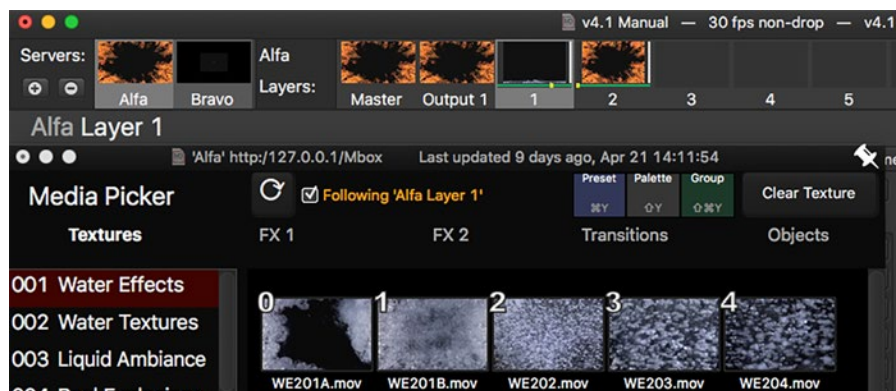 v4.1 Manual — 30 fps non-drop — v4.1
Servers:
Alfa
Bravo
Alfa
Layers:
Master
Output 1
1
2
3
4
5
Alfa Layer 1
'Alfa' http:/127.0.0.1/Mbox
Last updated 9 days ago, Apr 21 14:11:54
Media Picker
Following 'Alfa Layer 1'
Preset
⌘Y
Palette
⇧Y
Group
⇧⌘Y
Clear Texture
Textures
FX 1
FX 2
Transitions
Objects
001 Water Effects
002 Water Textures
003 Liquid Ambiance
0
1
2
3
4
WE201A.mov
WE201B.mov
WE202.mov
WE203.mov
WE204.mov